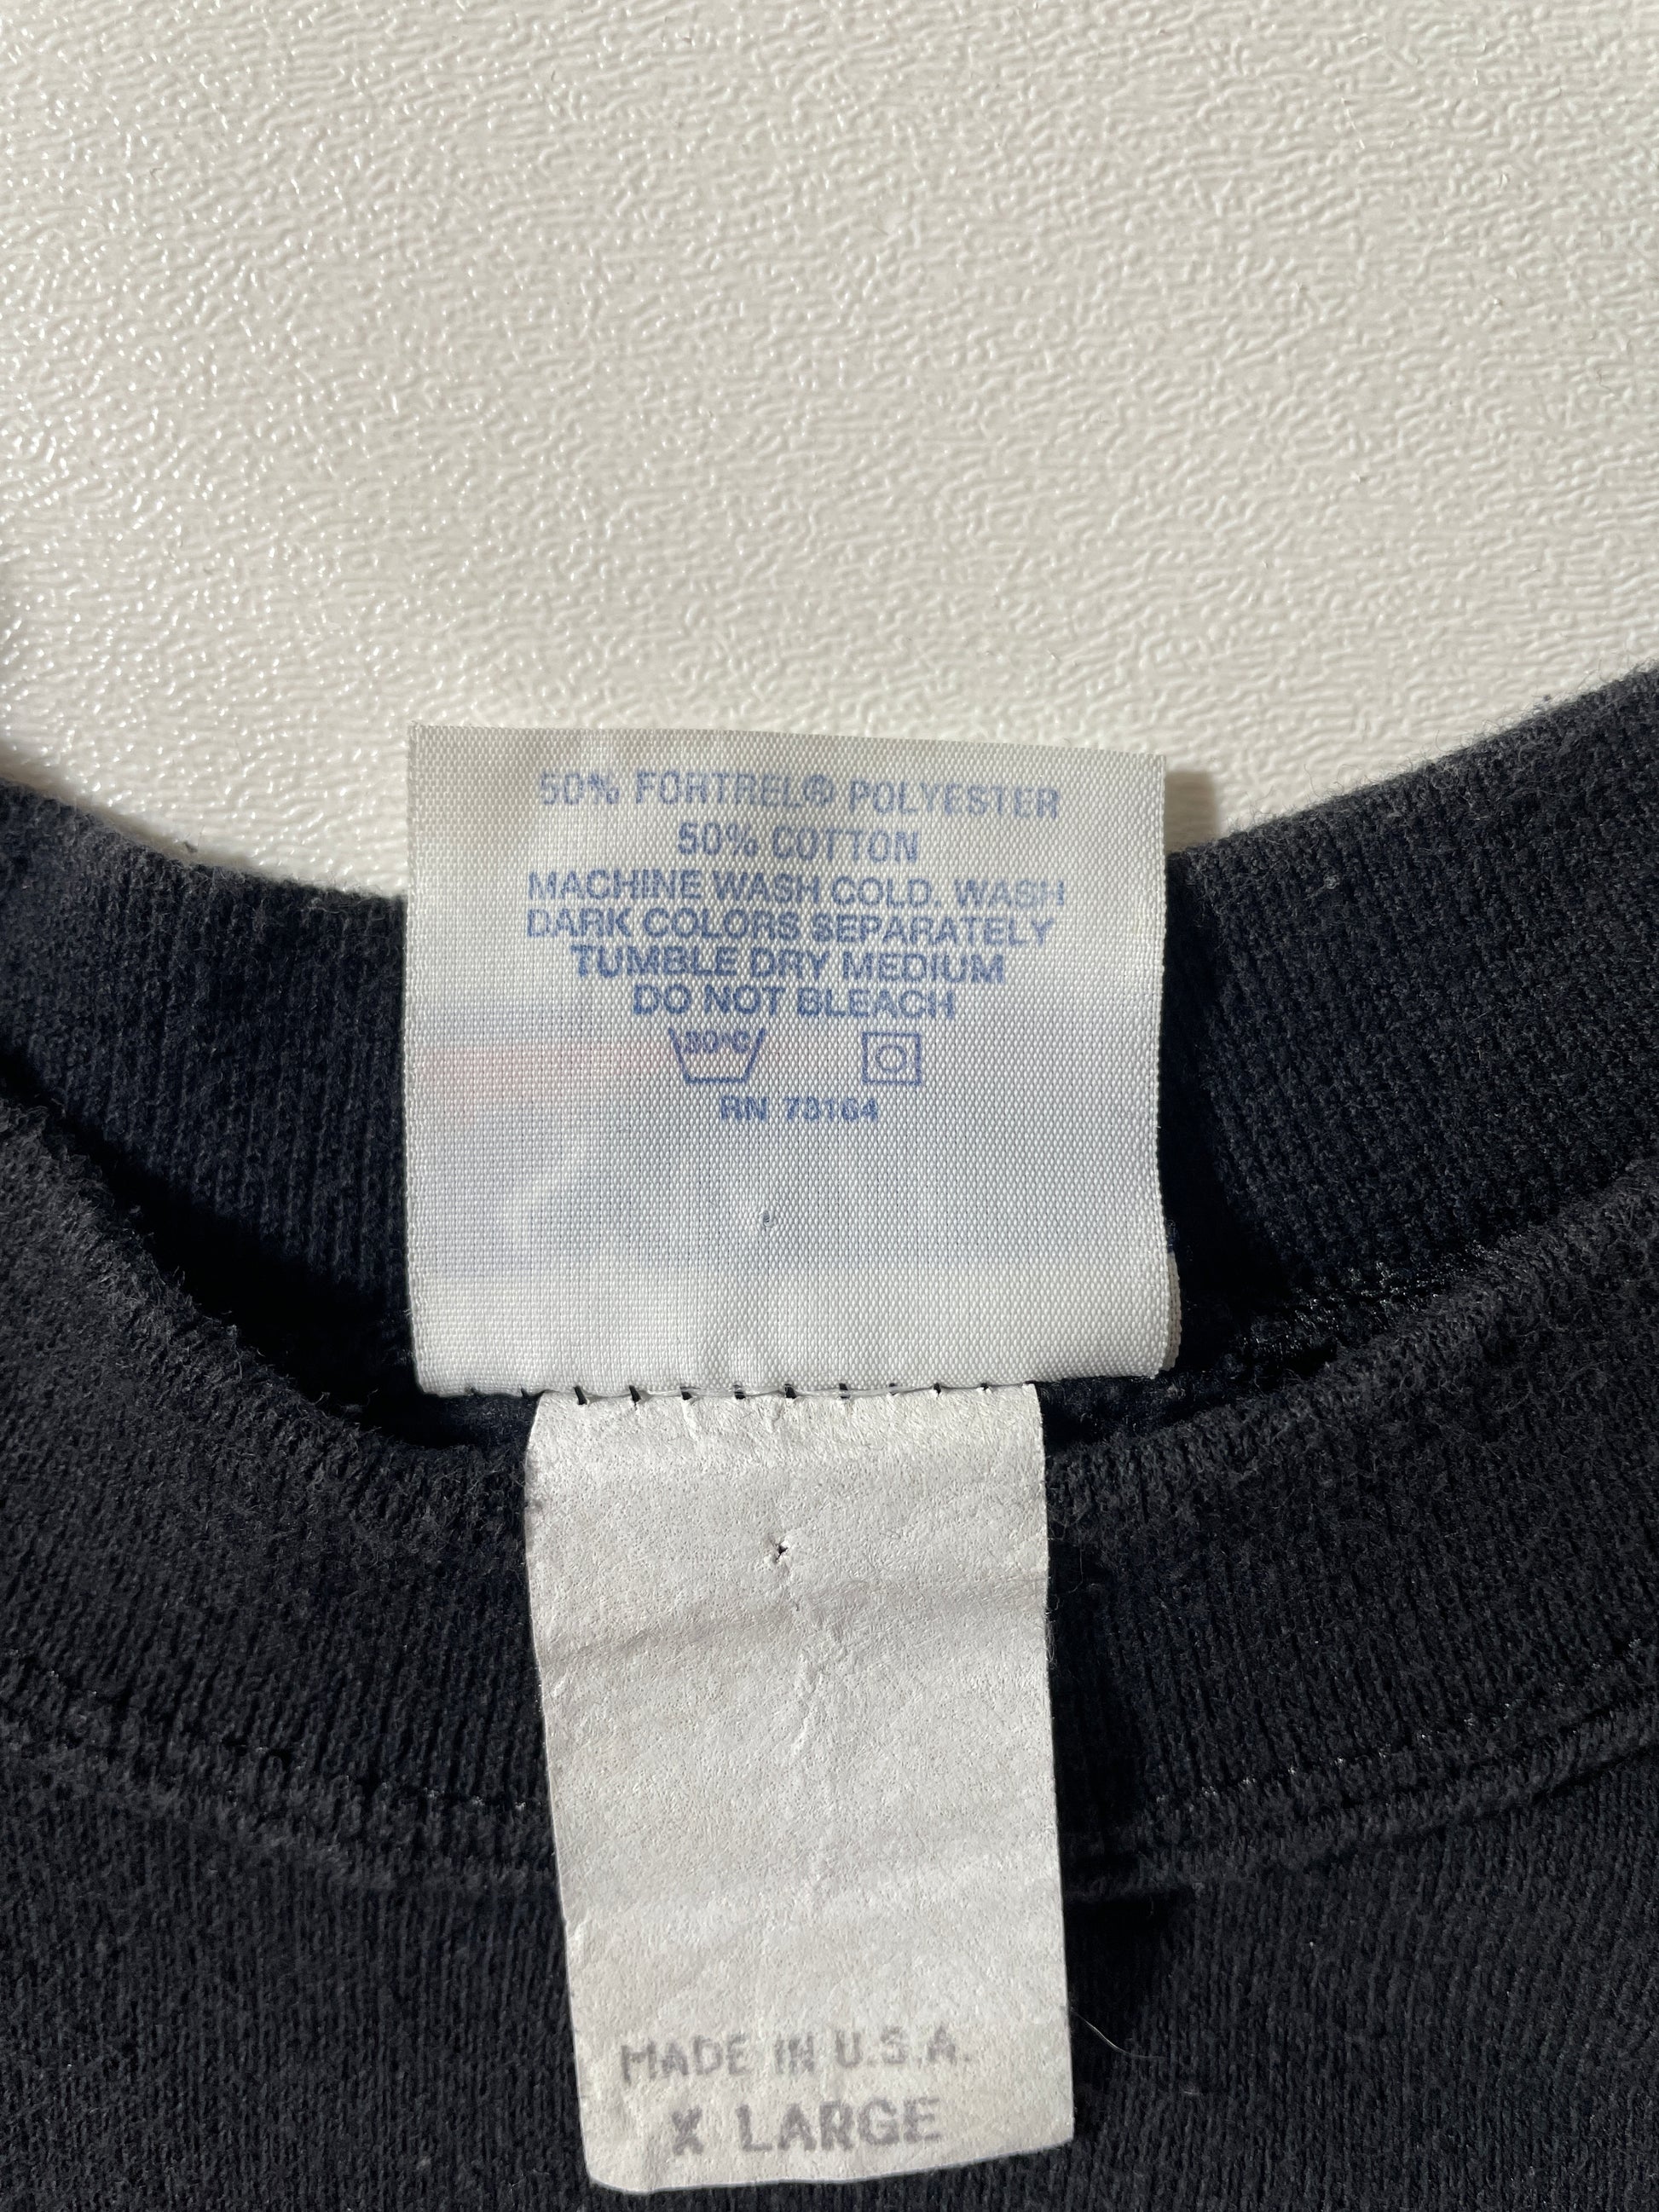 50% FORTREL® POLYESTER
50% COTTON
MACHINE WASH COLD. WASH
DARK COLORS SEPARATELY
TUMBLE DRY MEDIUM
DO NOT BLEACH
30°C
RN 73164
MADE IN U.S.A.
X LARGE